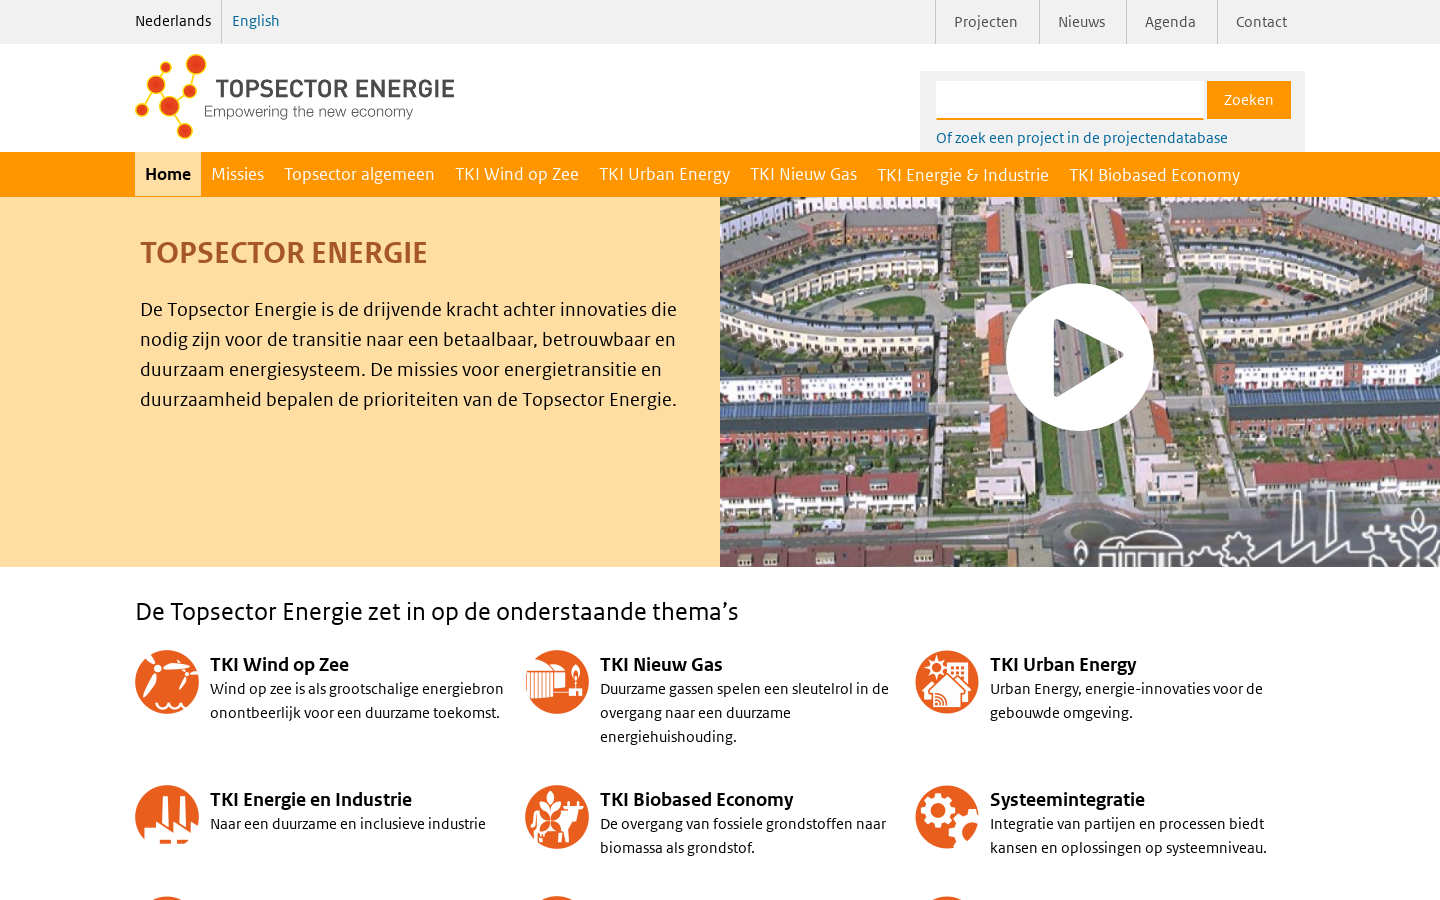 Nederlands English Projecten Nieuws Agenda Contact
TOPSECTOR ENERGIE
Empowering the new economy
Zoeken
Of zoek een project in de projectendatabase
Home Missies Topsector algemeen TKI Wind op Zee TKI Urban Energy TKI Nieuw Gas TKI Energie & Industrie TKI Biobased Economy
TOPSECTOR ENERGIE
De Topsector Energie is de drijvende kracht achter innovaties die
nodig zijn voor de transitie naar een betaalbaar, betrouwbaar en
duurzaam energiesysteem. De missies voor energietransitie en
duurzaamheid bepalen de prioriteiten van de Topsector Energie.
De Topsector Energie zet in op de onderstaande thema’s
TKI Wind op Zee
Wind op zee is als grootschalige energiebron
onontbeerlijk voor een duurzame toekomst.
TKI Nieuw Gas
Duurzame gassen spelen een sleutelrol in de
overgang naar een duurzame
energiehuishouding.
TKI Urban Energy
Urban Energy, energie-innovaties voor de
gebouwde omgeving.
TKI Energie en Industrie
Naar een duurzame en inclusieve industrie
TKI Biobased Economy
De overgang van fossiele grondstoffen naar
biomassa als grondstof.
Systeemintegratie
Integratie van partijen en processen biedt
kansen en oplossingen op systeemniveau.